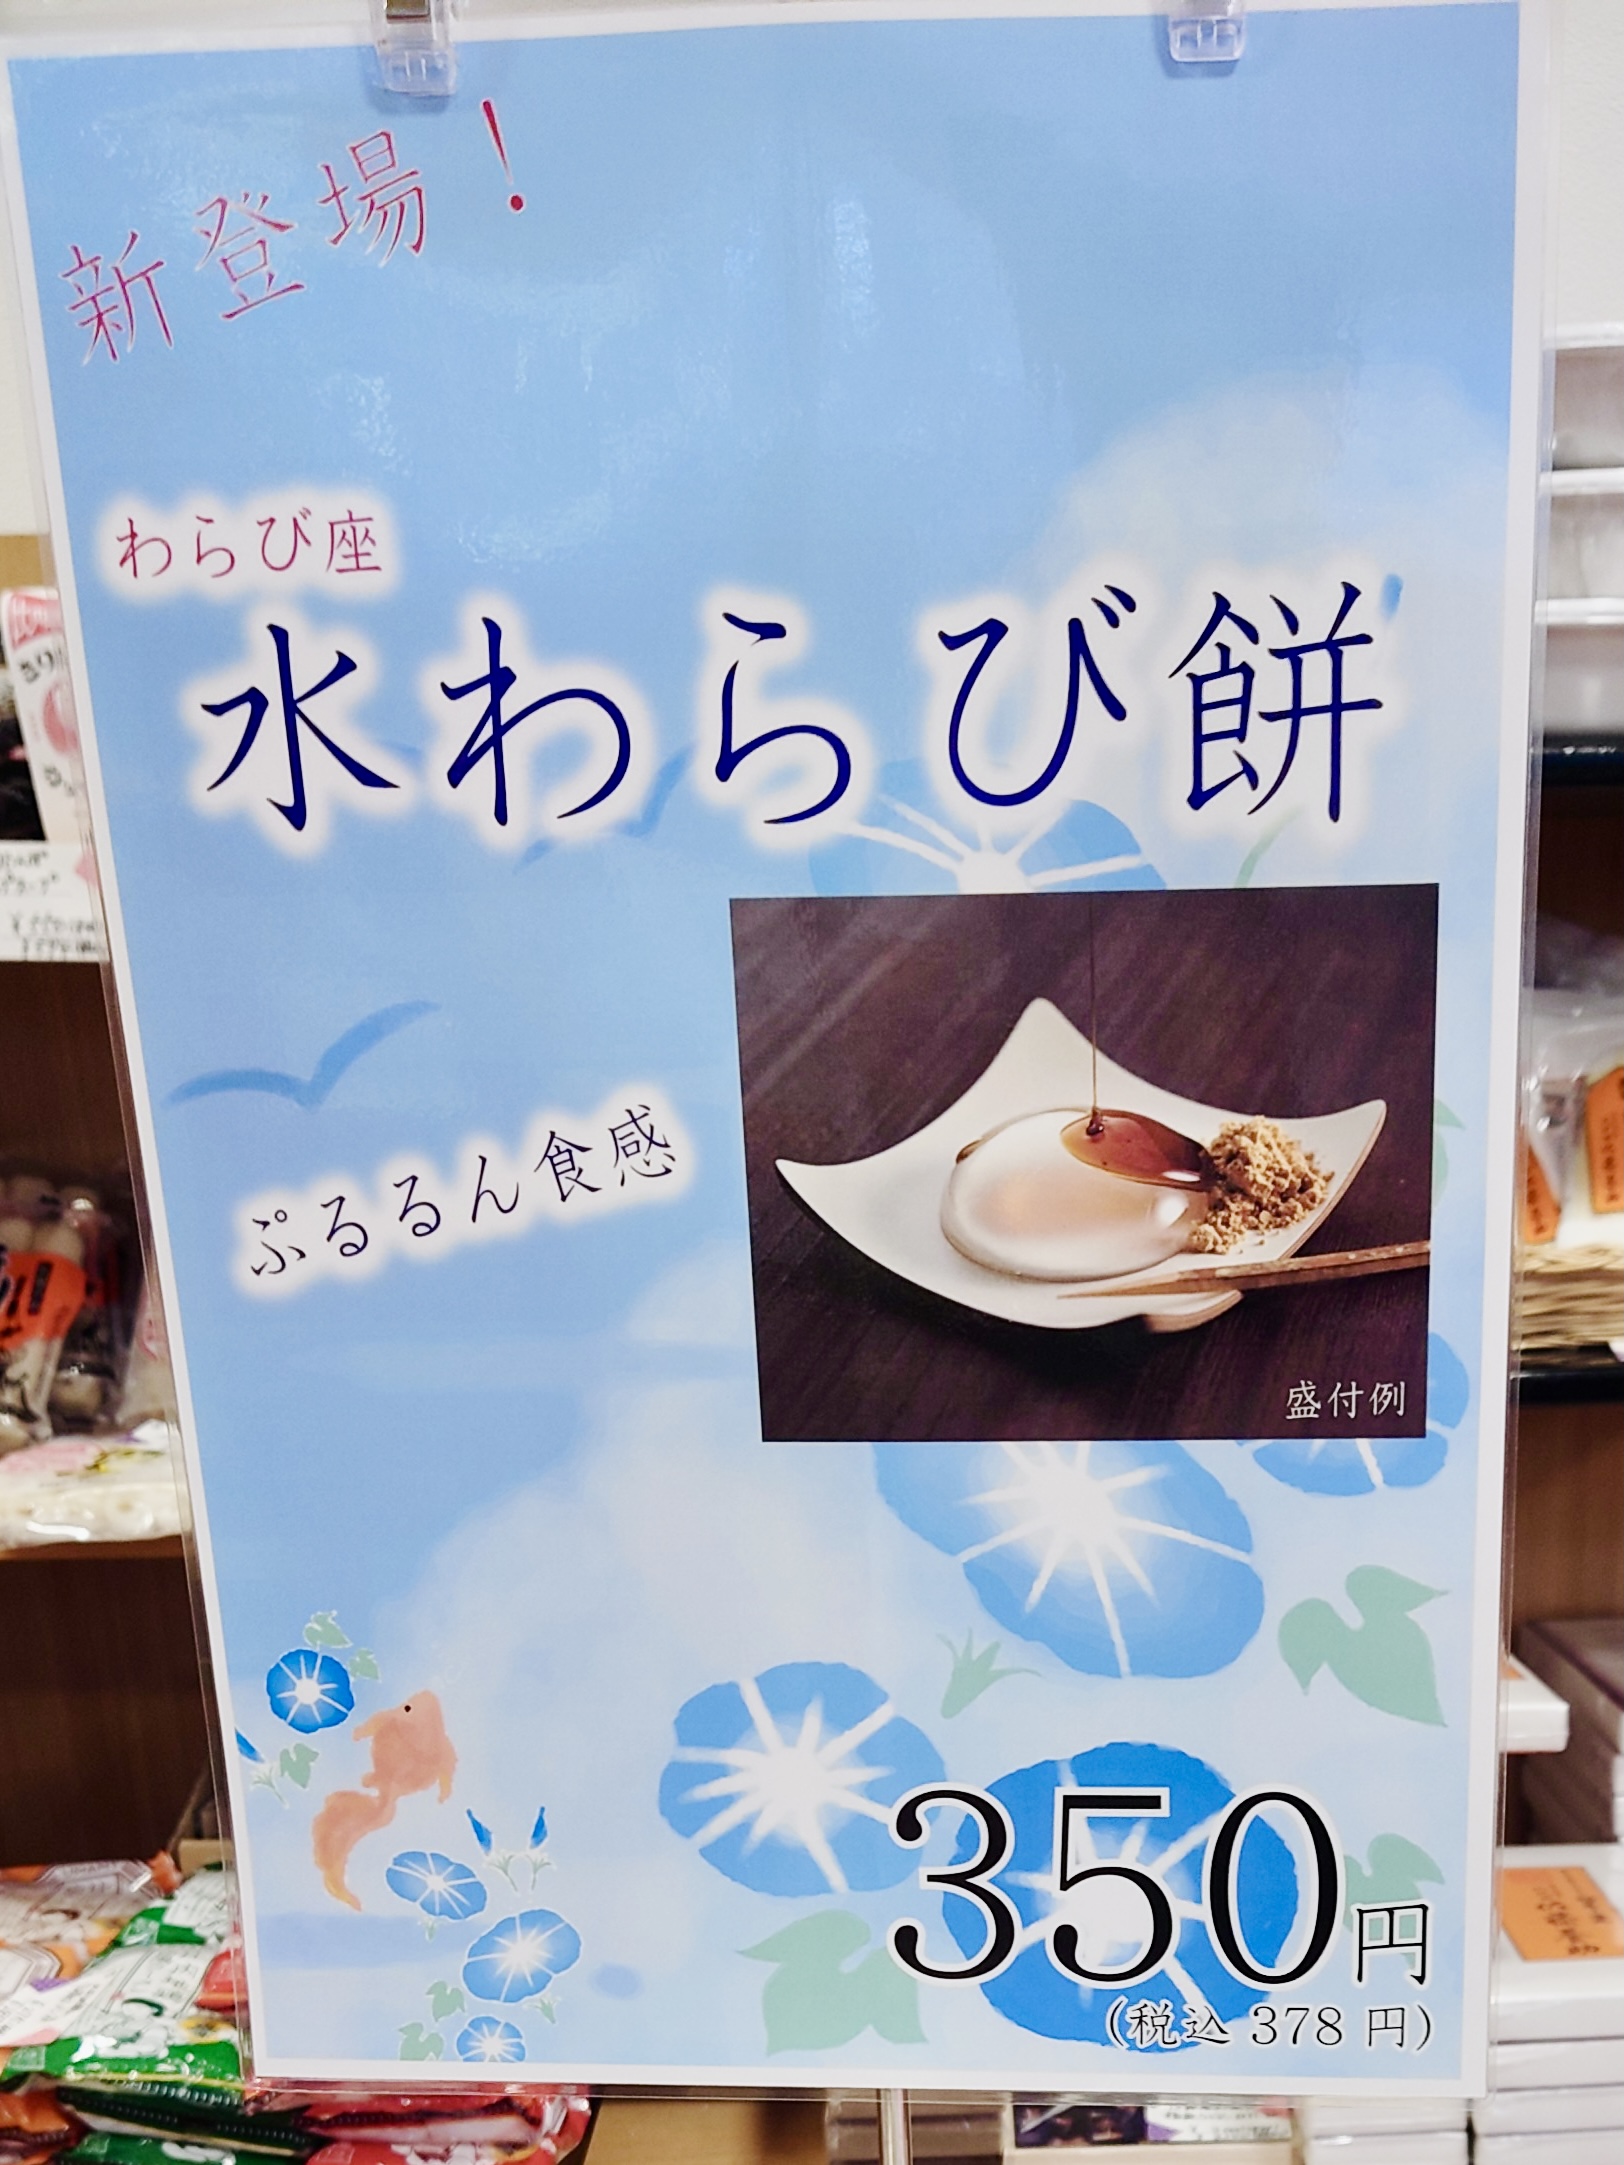 新登場！
わらび座
水わらび餅
ぷるるん食感
盛付例
350円
(税込 378 円)